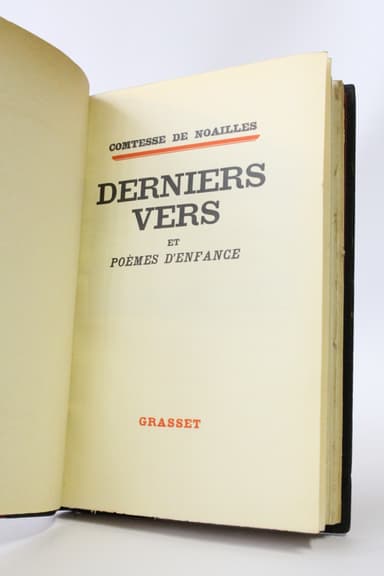 COMTESSE DE NOAILLES
DERNIERS
VERS
ET
POÈMES D'ENFANCE
GRASSET